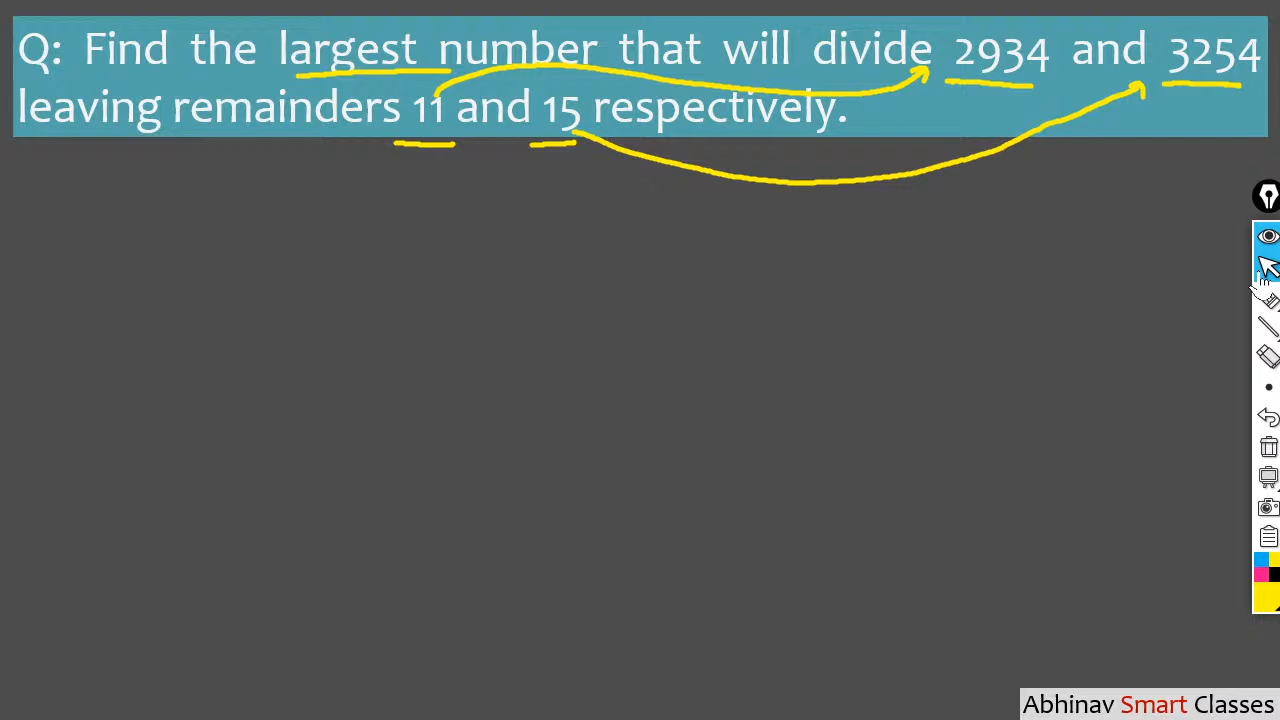 Q: Find the largest number that will divide 2934 and 3254
leaving remainders 11 and 15 respectively.
Abhinav Smart Classes